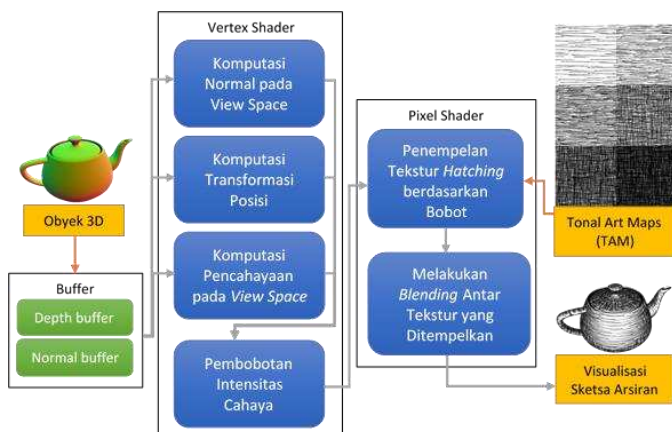 Vertex Shader
Komputasi
Normal pada
View Space
Komputasi
Transformasi
Posisi
Komputasi
Pencahayaan
pada View Space
Pembobotan
Intensitas
Cahaya
Obyek 3D
Buffer
Depth buffer
Normal buffer
Pixel Shader
Penempelan
Tekstur Hatching
berdasarkan
Bobot
Melakukan
Blending Antar
Tekstur yang
Ditempelkan
Tonal Art Maps
(TAM)
Visualisasi
Sketsa Arsiran